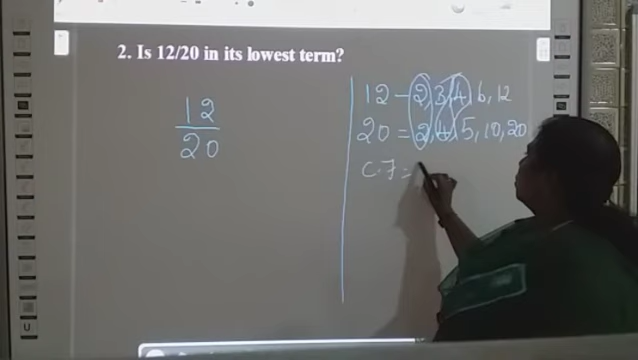 2. Is 12/20 in its lowest term?
12
20
12 - 2, 3, 4, 6, 12
20 = 2, 4, 5, 10, 20
C.F =